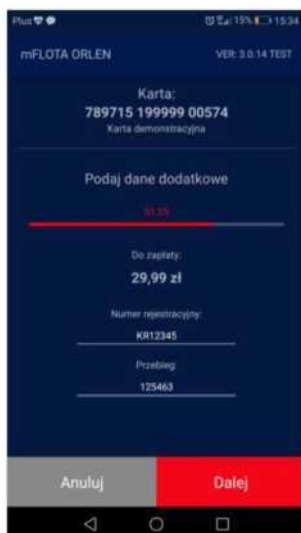 Plus
15% 15:34
mFLOTA ORLEN VER: 3.0.14 TEST
Karta:
789715 199999 00574
Karta demonstracyjna
Podaj dane dodatkowe
Do zapłaty:
29,99 zł
Numer rejestracyjny:
KR12345
Przebieg:
125463
Anuluj Dalej